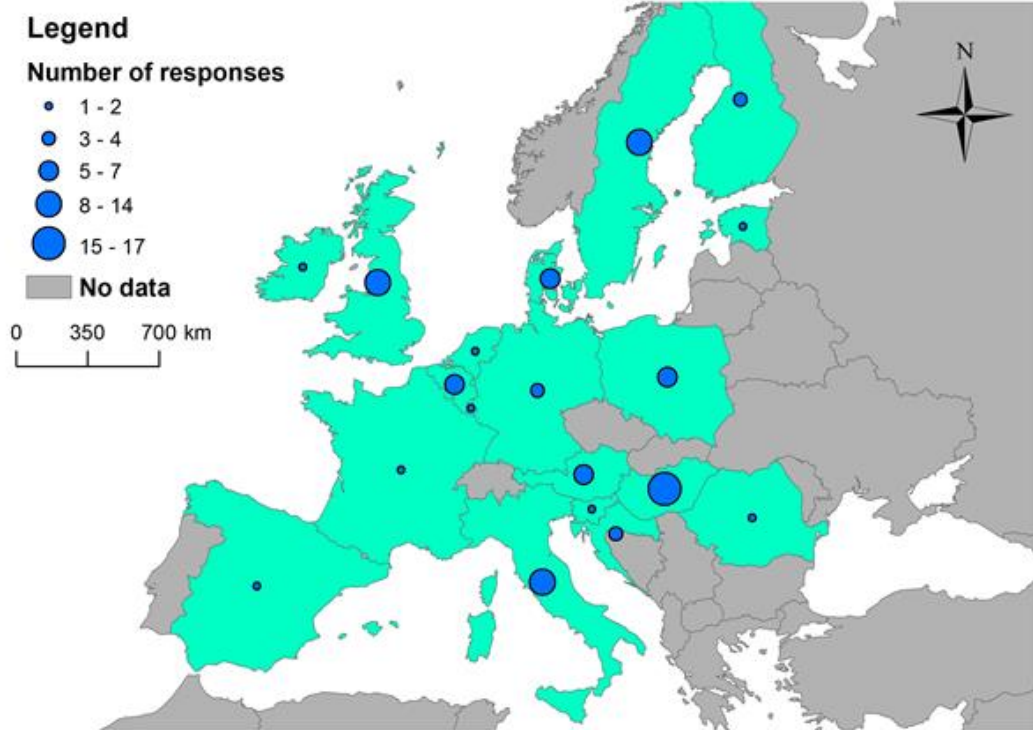 Legend
Number of responses
1 - 2
3 - 4
5 - 7
8 - 14
15 - 17
No data
0 350 700 km
N